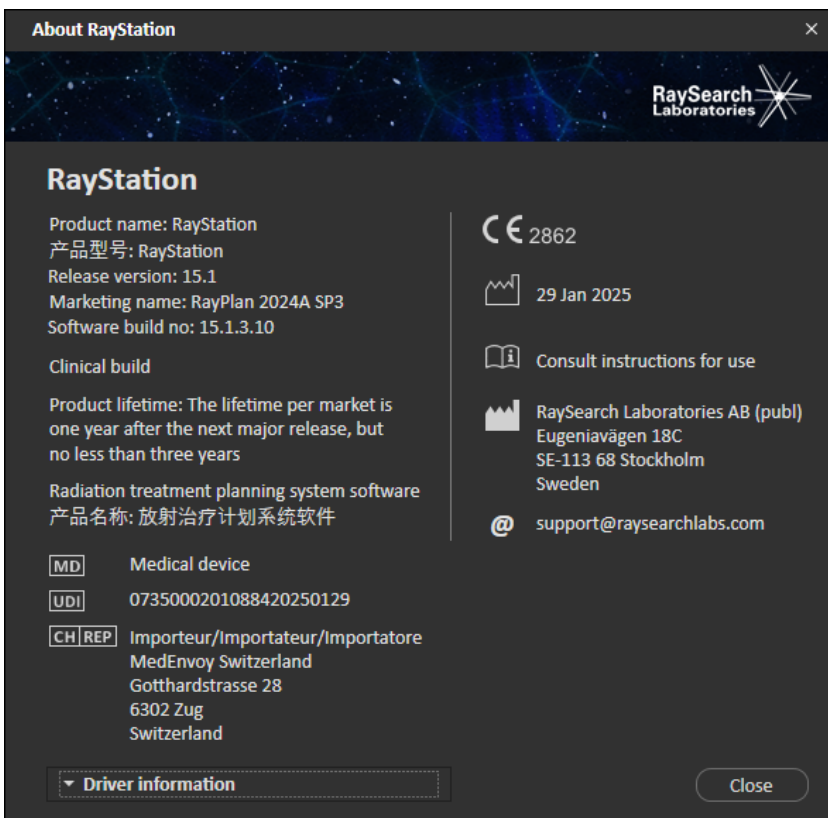 About RayStation
RaySearch
Laboratories
RayStation
Product name: RayStation
产品型号: RayStation
Release version: 15.1
Marketing name: RayPlan 2024A SP3
Software build no: 15.1.3.10
Clinical build
Product lifetime: The lifetime per market is
one year after the next major release, but
no less than three years
Radiation treatment planning system software
产品名称: 放射治疗计划系统软件
MD Medical device
UDI 0735000201088420250129
CH REP Importeur/Importateur/Importatore
MedEnvoy Switzerland
Gotthardstrasse 28
6302 Zug
Switzerland
CE 2862
29 Jan 2025
Consult instructions for use
RaySearch Laboratories AB (publ)
Eugeniavägen 18C
SE-113 68 Stockholm
Sweden
@ support@raysearchlabs.com
Driver information
Close